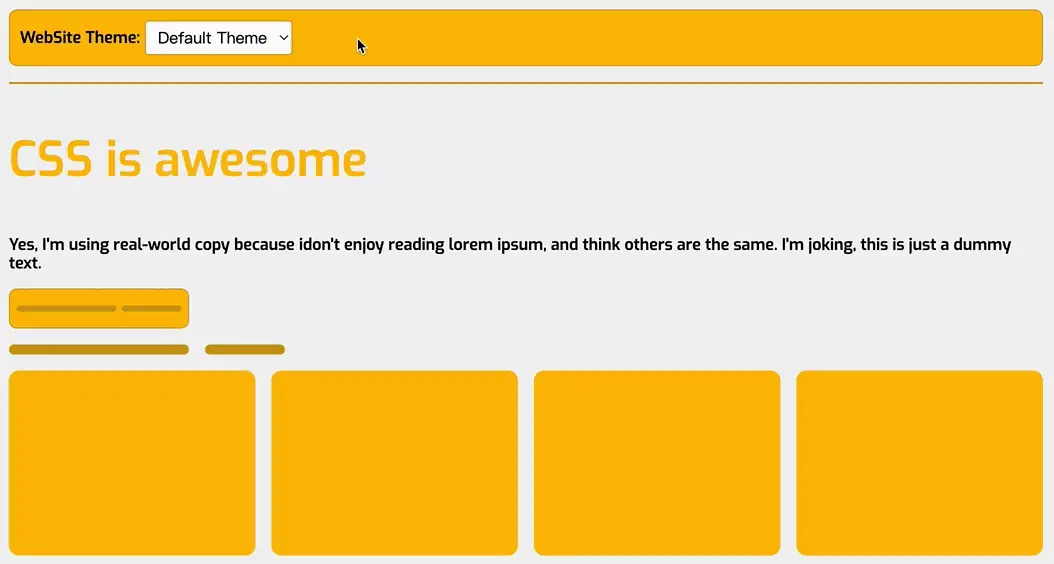 WebSite Theme: Default Theme
CSS is awesome
Yes, I'm using real-world copy because idon't enjoy reading lorem ipsum, and think others are the same. I'm joking, this is just a dummy
text.